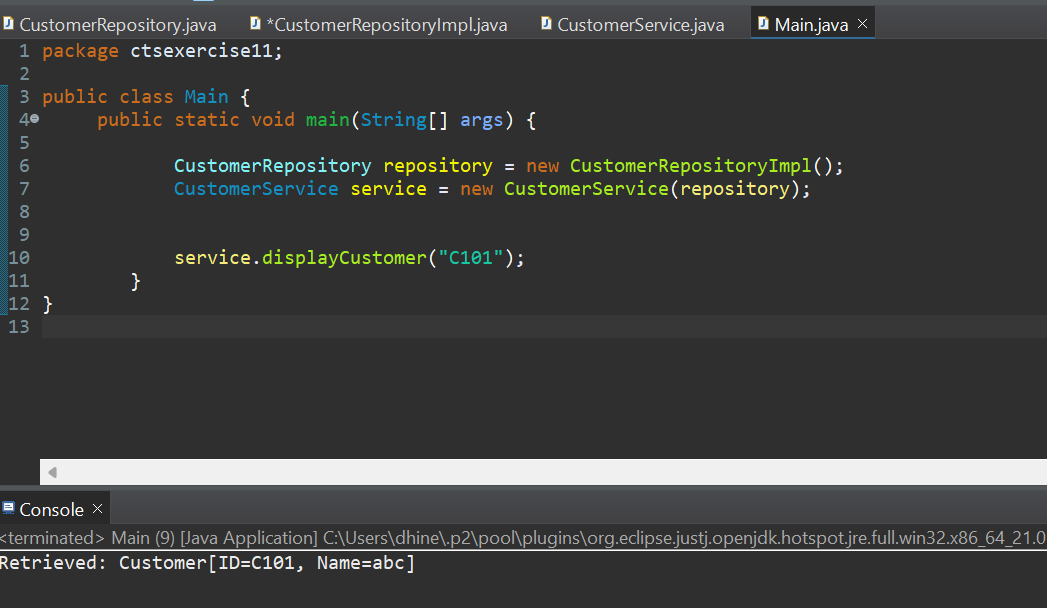 CustomerRepository.java *CustomerRepositoryImpl.java CustomerService.java Main.java
1 package ctsexercise11;
2
3 public class Main {
4 public static void main(String[] args) {
5
6 CustomerRepository repository = new CustomerRepositoryImpl();
7 CustomerService service = new CustomerService(repository);
8
9
10 service.displayCustomer("C101");
11 }
12 }
13
Console
<terminated> Main (9) [Java Application] C:\Users\dhine\.p2\pool\plugins\org.eclipse.justj.openjdk.hotspot.jre.full.win32.x86_64_21.0
Retrieved: Customer[ID=C101, Name=abc]